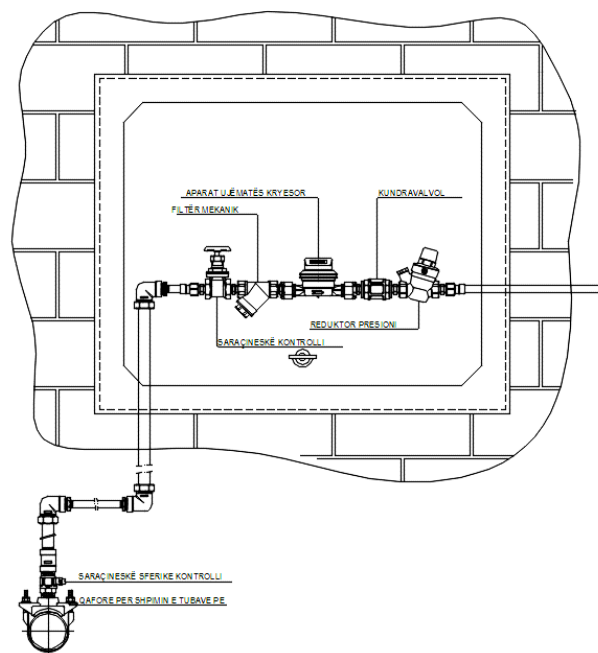 APARAT UJËMATËS KRYESOR
KUNDRAVALVOL
FILTËR MEKANIK
REDUKTOR PRESIONI
SARAÇINESKË KONTROLLI
SARAÇINESKË SFERIKE KONTROLLI
QAFORE PER SHPIMIN E TUBAVE PE